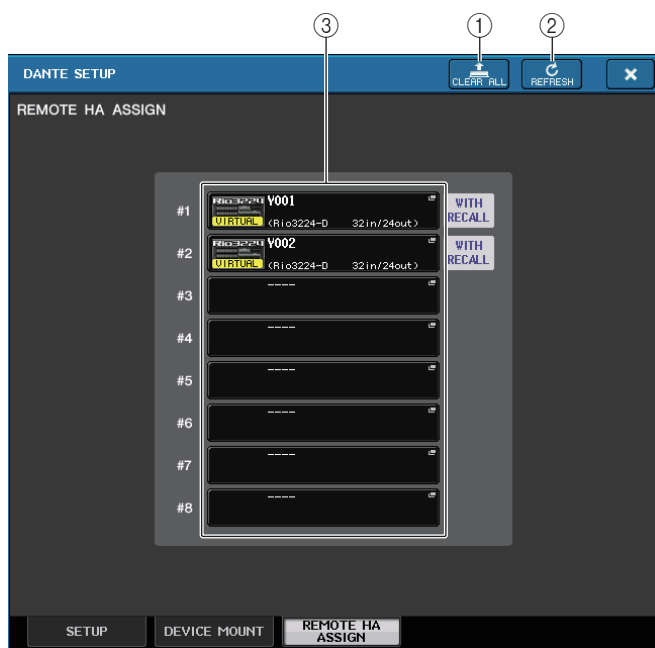 ③ ① ②
DANTE SETUP CLEAR ALL REFRESH ×
REMOTE HA ASSIGN
#1 Rio3224 Y001 WITH
VIRTUAL (Rio3224-D 32in/24out) RECALL
#2 Rio3224 Y002 WITH
VIRTUAL (Rio3224-D 32in/24out) RECALL
#3 ----
#4 ----
#5 ----
#6 ----
#7 ----
#8 ----
SETUP DEVICE MOUNT REMOTE HA
ASSIGN